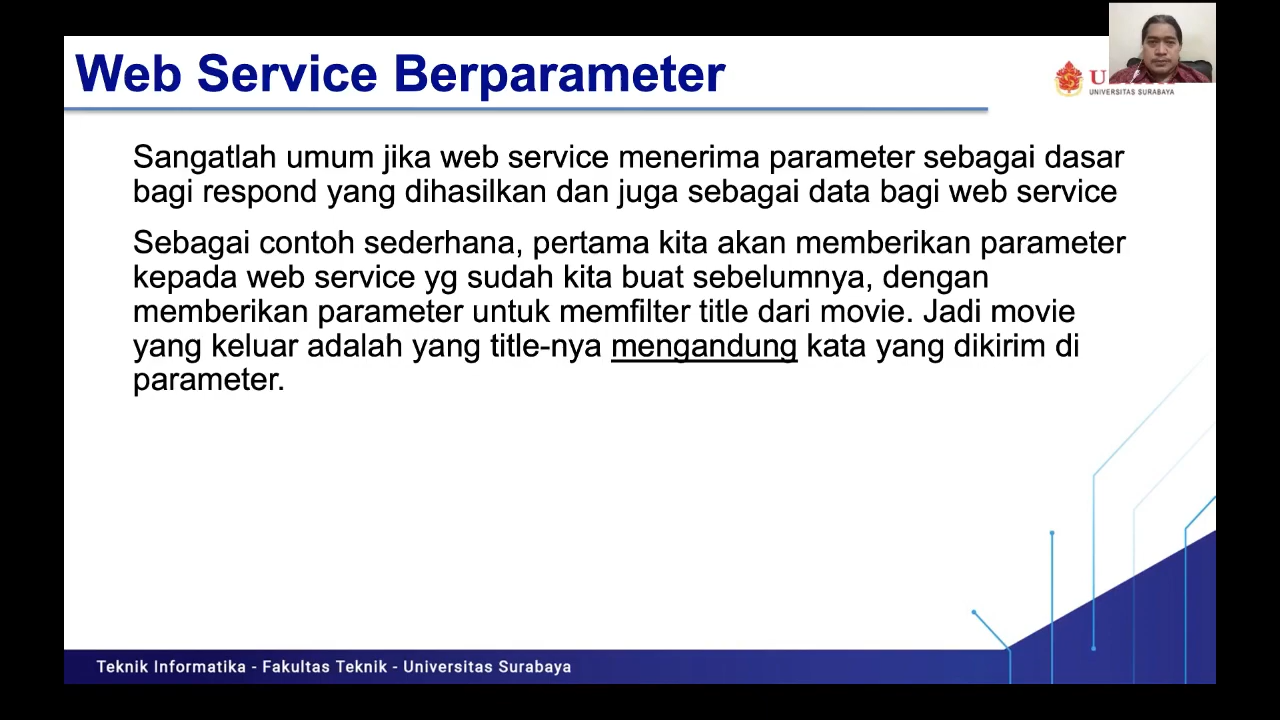 Web Service Berparameter
UNIVERSITAS SURABAYA
Sangatlah umum jika web service menerima parameter sebagai dasar
bagi respond yang dihasilkan dan juga sebagai data bagi web service
Sebagai contoh sederhana, pertama kita akan memberikan parameter
kepada web service yg sudah kita buat sebelumnya, dengan
memberikan parameter untuk memfilter title dari movie. Jadi movie
yang keluar adalah yang title-nya mengandung kata yang dikirim di
parameter.
Teknik Informatika - Fakultas Teknik - Universitas Surabaya